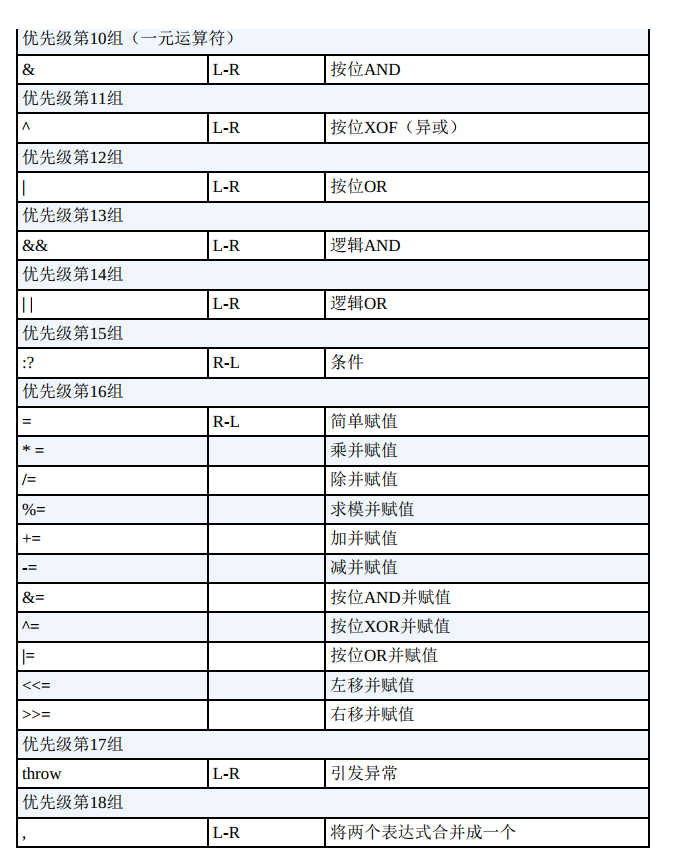 优先级第10组（一元运算符）
& L-R 按位AND
优先级第11组
^ L-R 按位XOF（异或）
优先级第12组
| L-R 按位OR
优先级第13组
&& L-R 逻辑AND
优先级第14组
| | L-R 逻辑OR
优先级第15组
:? R-L 条件
优先级第16组
= R-L 简单赋值
* = 乘并赋值
/= 除并赋值
%= 求模并赋值
+= 加并赋值
-= 减并赋值
&= 按位AND并赋值
^= 按位XOR并赋值
|= 按位OR并赋值
<<= 左移并赋值
>>= 右移并赋值
优先级第17组
throw L-R 引发异常
优先级第18组
, L-R 将两个表达式合并成一个